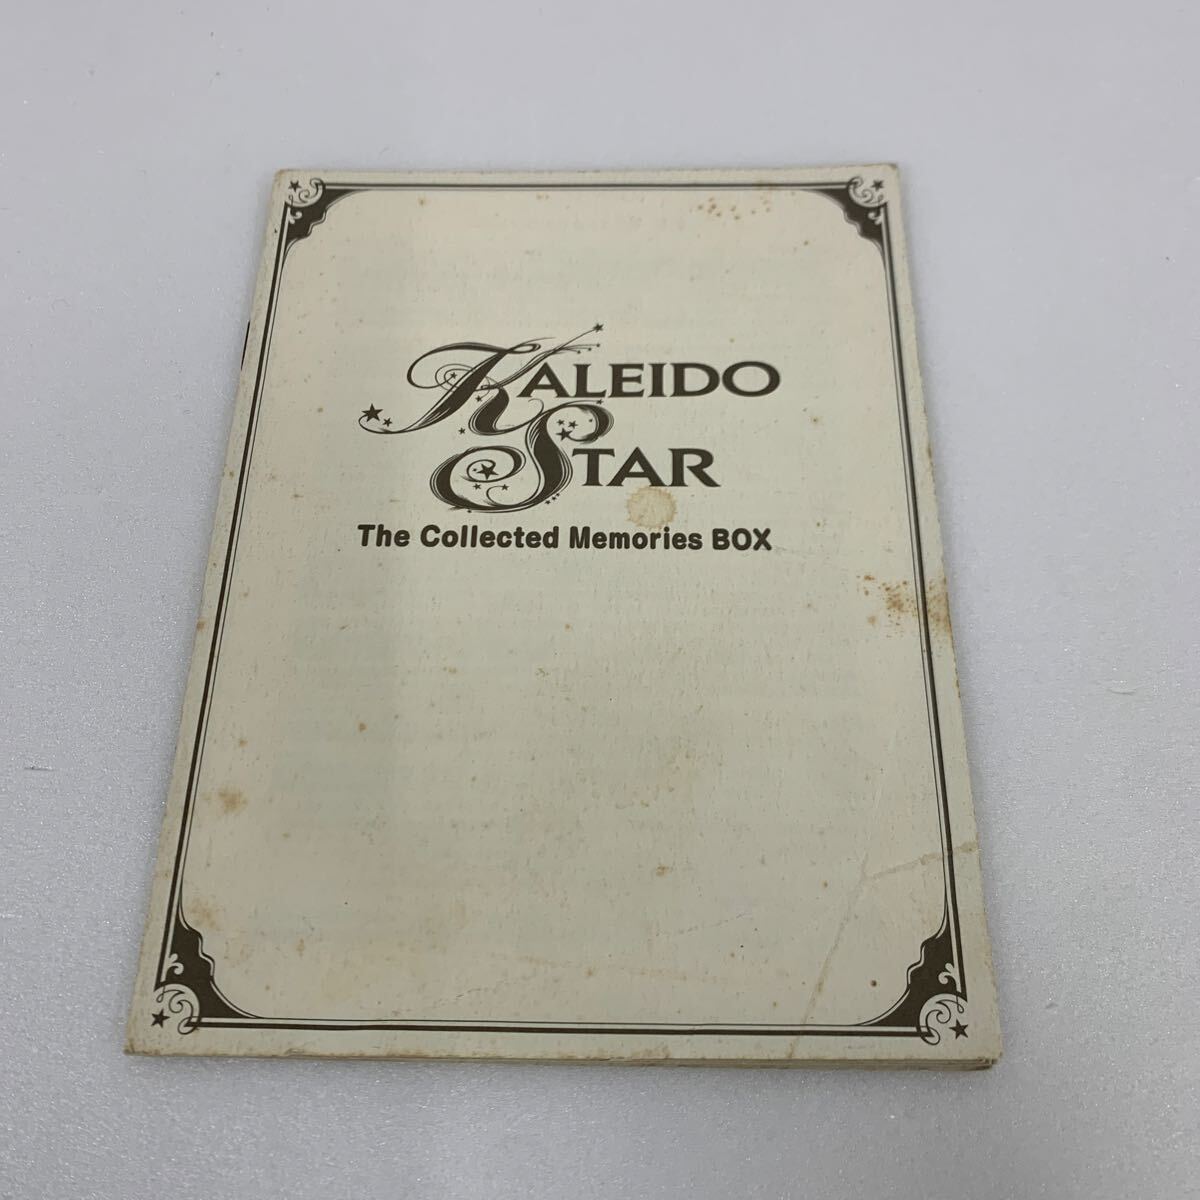 KALEIDO
STAR
The Collected Memories BOX